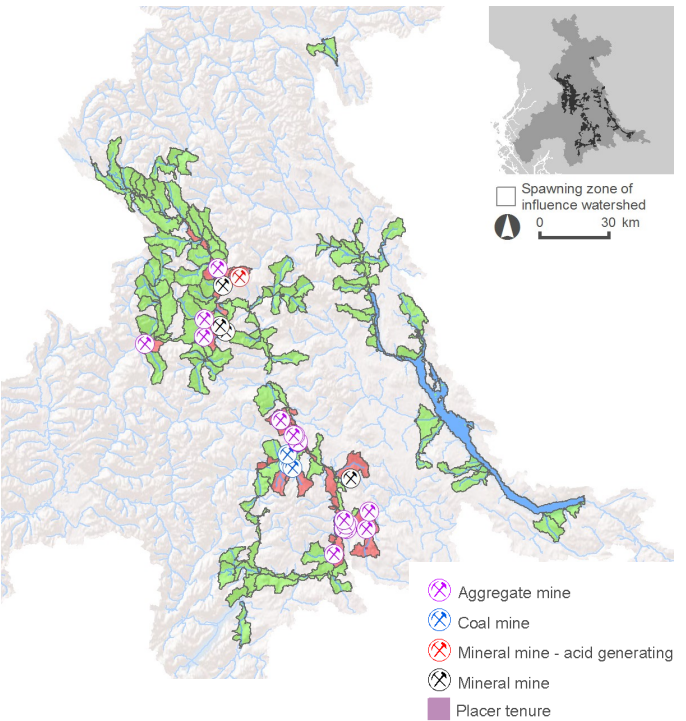 Spawning zone of
influence watershed
0 30 km
Aggregate mine
Coal mine
Mineral mine - acid generating
Mineral mine
Placer tenure